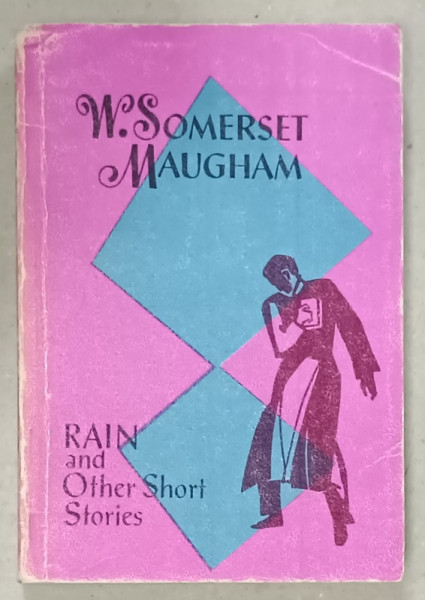 W. SOMERSET
MAUGHAM
RAIN
and
Other Short
Stories